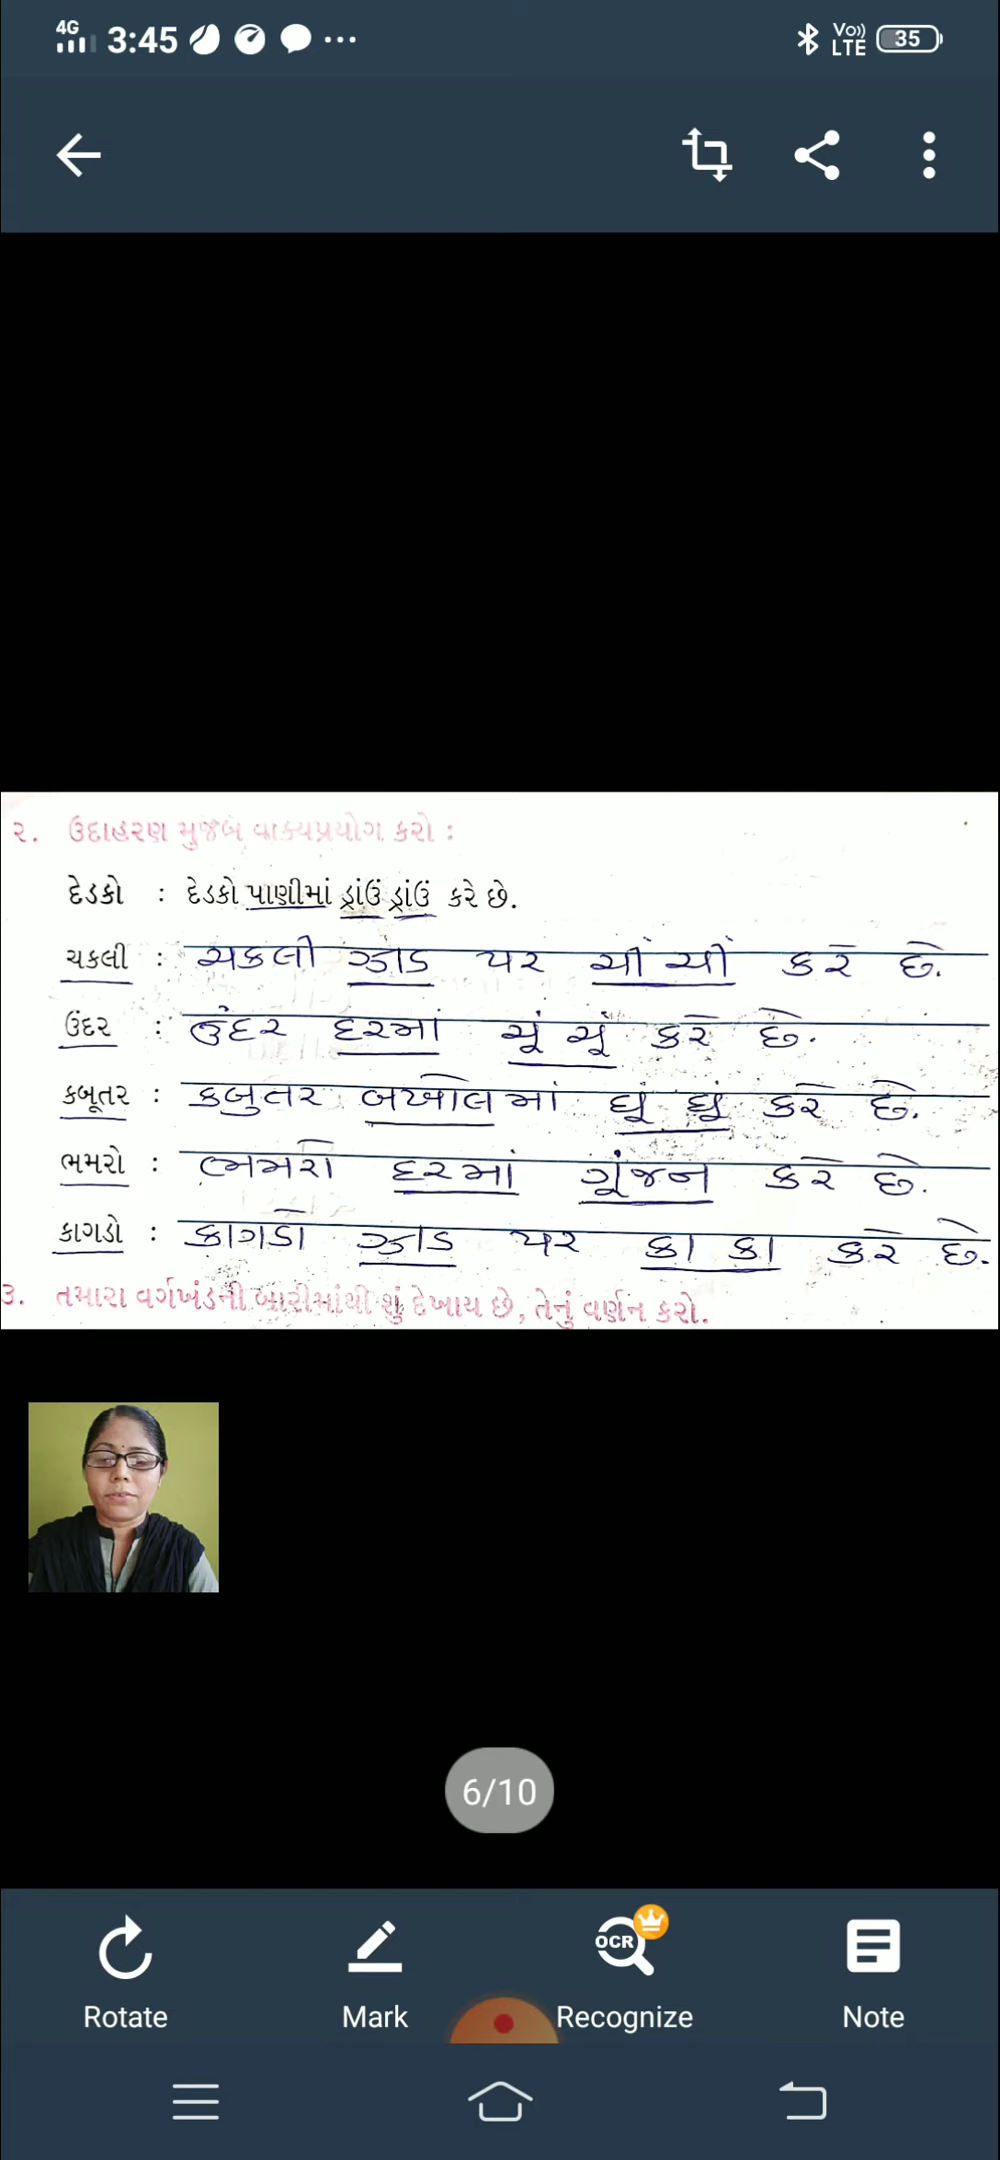 4G 3:45 ... Vo)) LTE 35
૨. ઉદાહરણ મુજબ વાક્યપ્રયોગ કરો :
દેડકો : દેડકો પાણીમાં ડ્રાંઉં ડ્રાંઉં કરે છે.
ચકલી : ચકલી ઝાડ પર ચીં ચીં કરે છે.
ઉંદર : ઉંદર દરમાં ચૂં ચૂં કરે છે.
કબૂતર : કબુતર બખોલમાં ઘૂં ઘૂં કરે છે.
ભમરો : ભમરો દરમાં ગૂંજન કરે છે.
કાગડો : કાગડો ઝાડ પર કા કા કરે છે.
૩. તમારા વર્ગખંડની બારીમાંથી શું દેખાય છે, તેનું વર્ણન કરો.
6/10
OCR
Rotate Mark Recognize Note